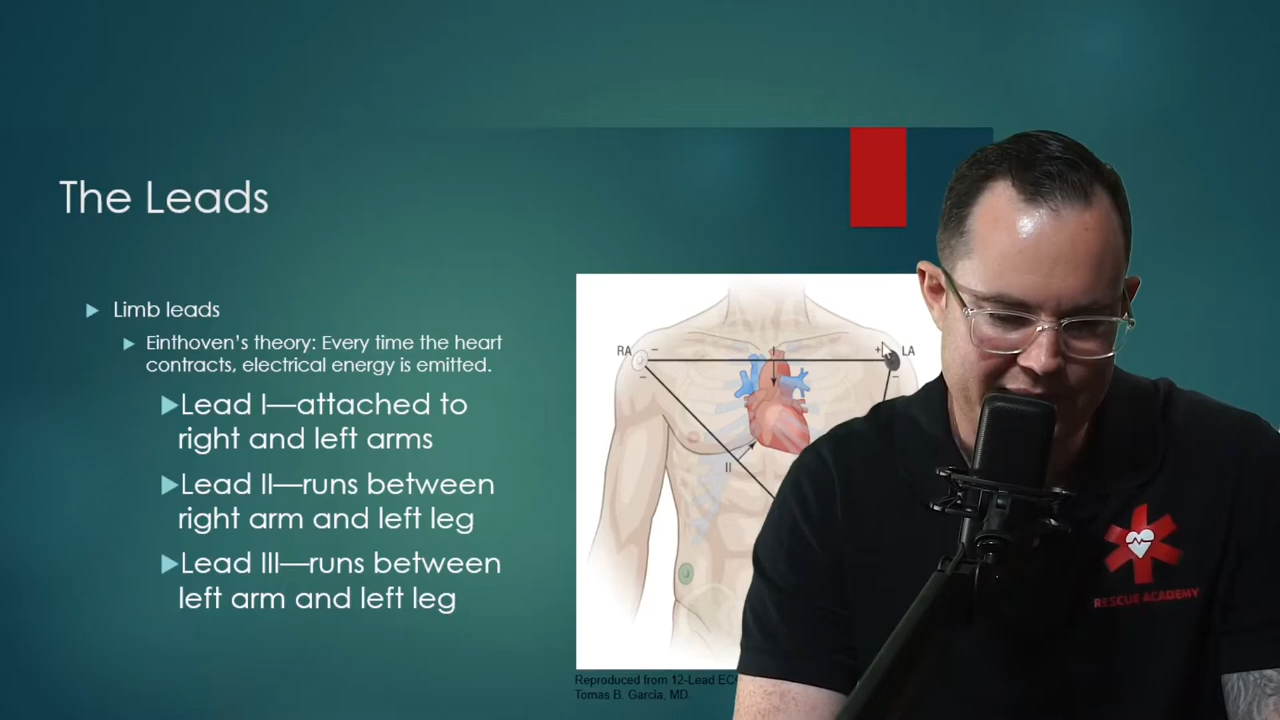 The Leads
Limb leads
Einthoven's theory: Every time the heart
contracts, electrical energy is emitted.
Lead I—attached to
right and left arms
Lead II—runs between
right arm and left leg
Lead III—runs between
left arm and left leg
RA
–
–
I
+
LA
–
II
Reproduced from 12-Lead EC
Tomas B. Garcia, MD.
RESCUE ACADEMY